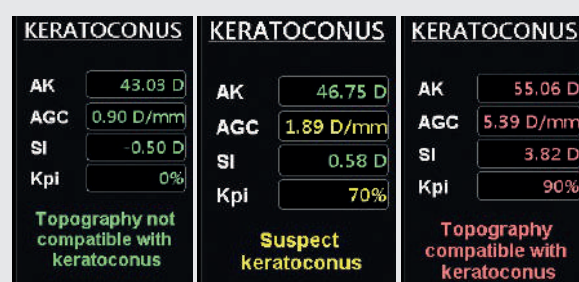 KERATOCONUS
AK 43.03 D
AGC 0.90 D/mm
SI -0.50 D
Kpi 0%
Topography not
compatible with
keratoconus
KERATOCONUS
AK 46.75 D
AGC 1.89 D/mm
SI 0.58 D
Kpi 70%
Suspect
keratoconus
KERATOCONUS
AK 55.06 D
AGC 5.39 D/mm
SI 3.82 D
Kpi 90%
Topography
compatible with
keratoconus